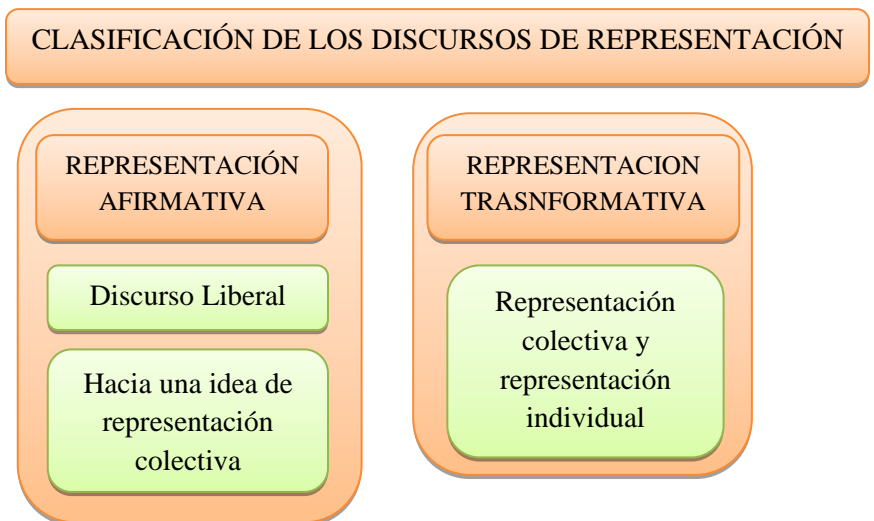 CLASIFICACIÓN DE LOS DISCURSOS DE REPRESENTACIÓN
REPRESENTACIÓN
AFIRMATIVA
Discurso Liberal
Hacia una idea de
representación
colectiva
REPRESENTACION
TRASNFORMATIVA
Representación
colectiva y
representación
individual